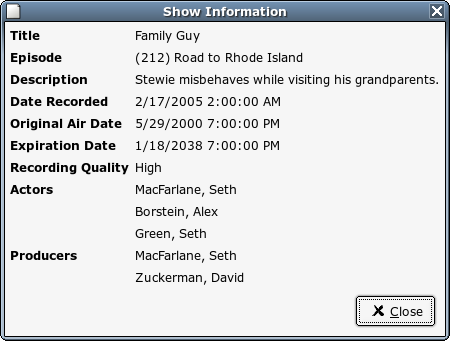 Show Information
Title Family Guy
Episode (212) Road to Rhode Island
Description Stewie misbehaves while visiting his grandparents.
Date Recorded 2/17/2005 2:00:00 AM
Original Air Date 5/29/2000 7:00:00 PM
Expiration Date 1/18/2038 7:00:00 PM
Recording Quality High
Actors MacFarlane, Seth
Borstein, Alex
Green, Seth
Producers MacFarlane, Seth
Zuckerman, David
Close